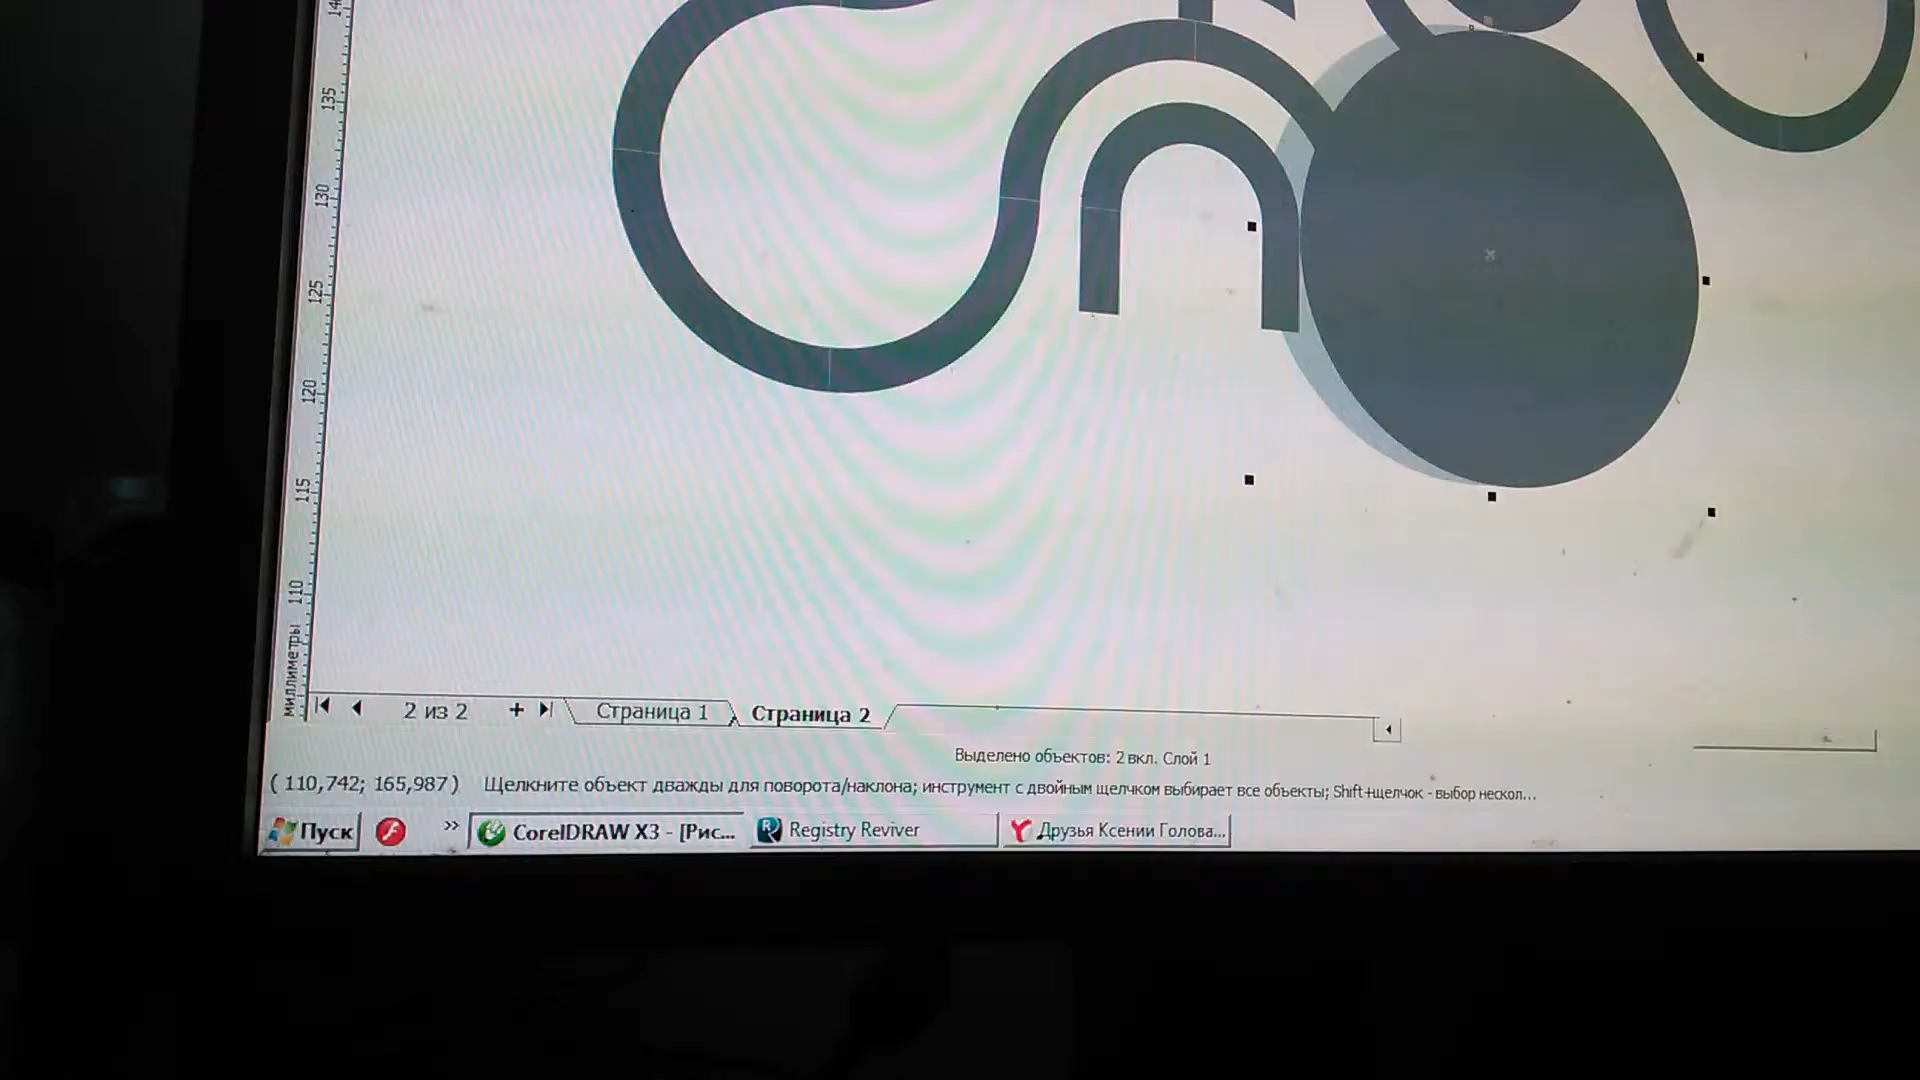 135
130
125
120
115
110
миллиметры
2 из 2
Страница 1
Страница 2
Выделено объектов: 2 вкл. Слой 1
( 110,742; 165,987 ) Щелкните объект дважды для поворота/наклона; инструмент с двойным щелчком выбирает все объекты; Shift+щелчок - выбор нескол...
Пуск
»
CorelDRAW X3 - [Рис...
Registry Reviver
Друзья Ксении Голова...